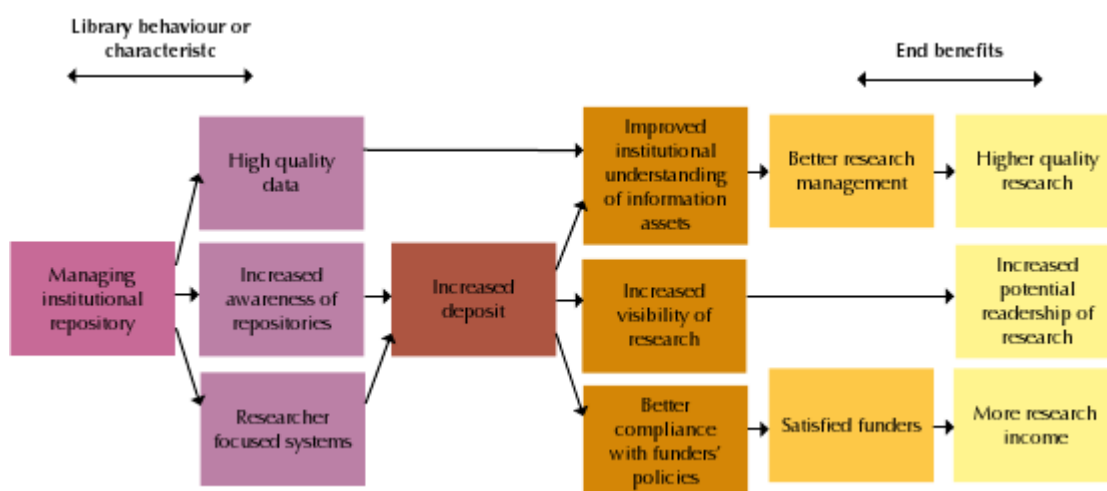 Library behaviour or
characteristc
End benefits
High quality
data
Improved
institutional
understanding
of information
assets
Better research
management
Higher quality
research
Managing
institutional
repository
Increased
awareness of
repositories
Increased
deposit
Increased
visibility of
research
Increased
potential
readership of
research
Researcher
focused systems
Better
compliance
with funders'
policies
Satisfied funders
More research
income